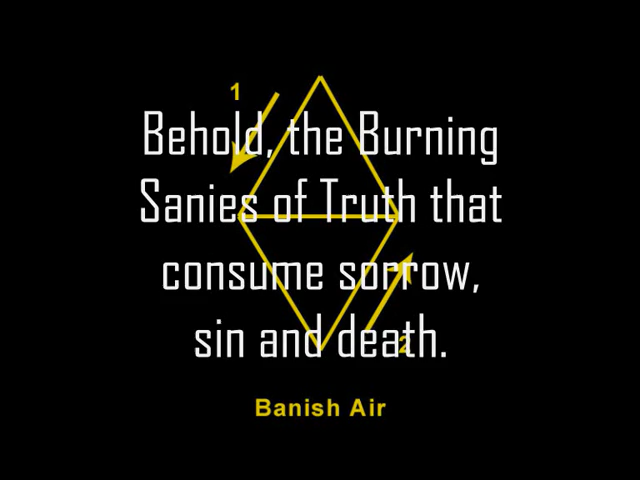 1
Behold, the Burning
Sanies of Truth that
consume sorrow,
sin and death.
2
Banish Air